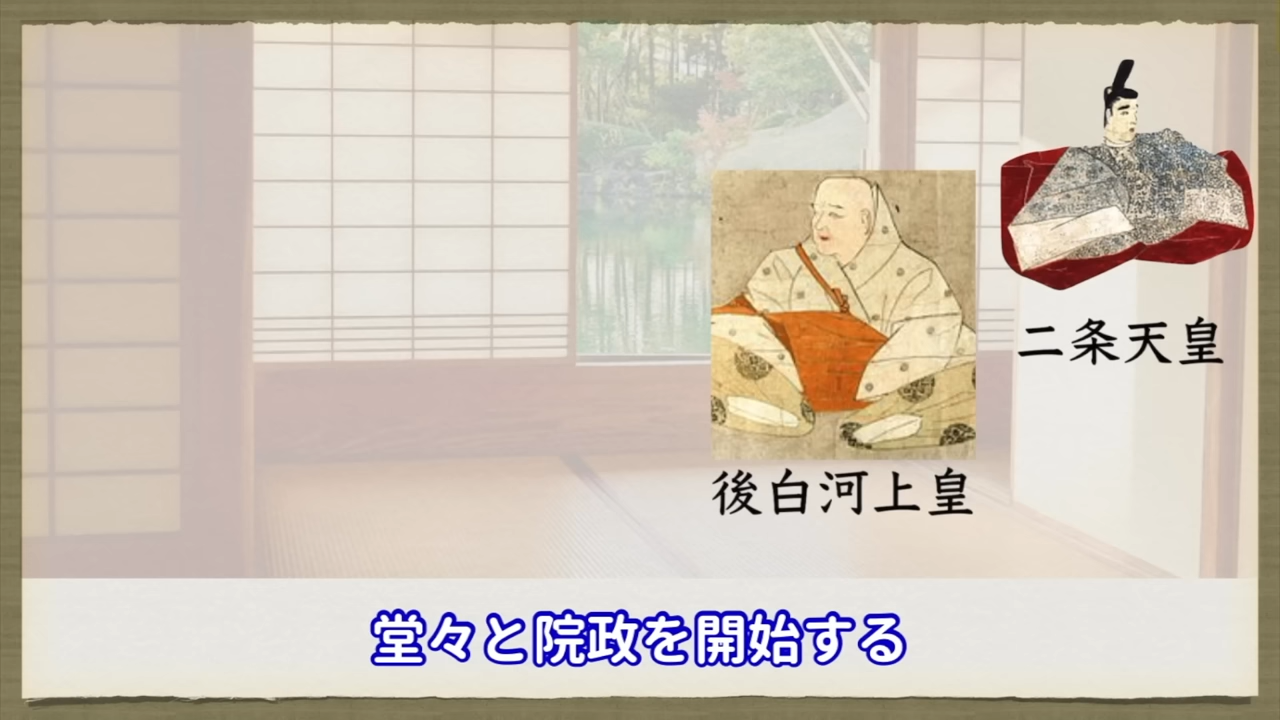 二条天皇
後白河上皇
堂々と院政を開始する